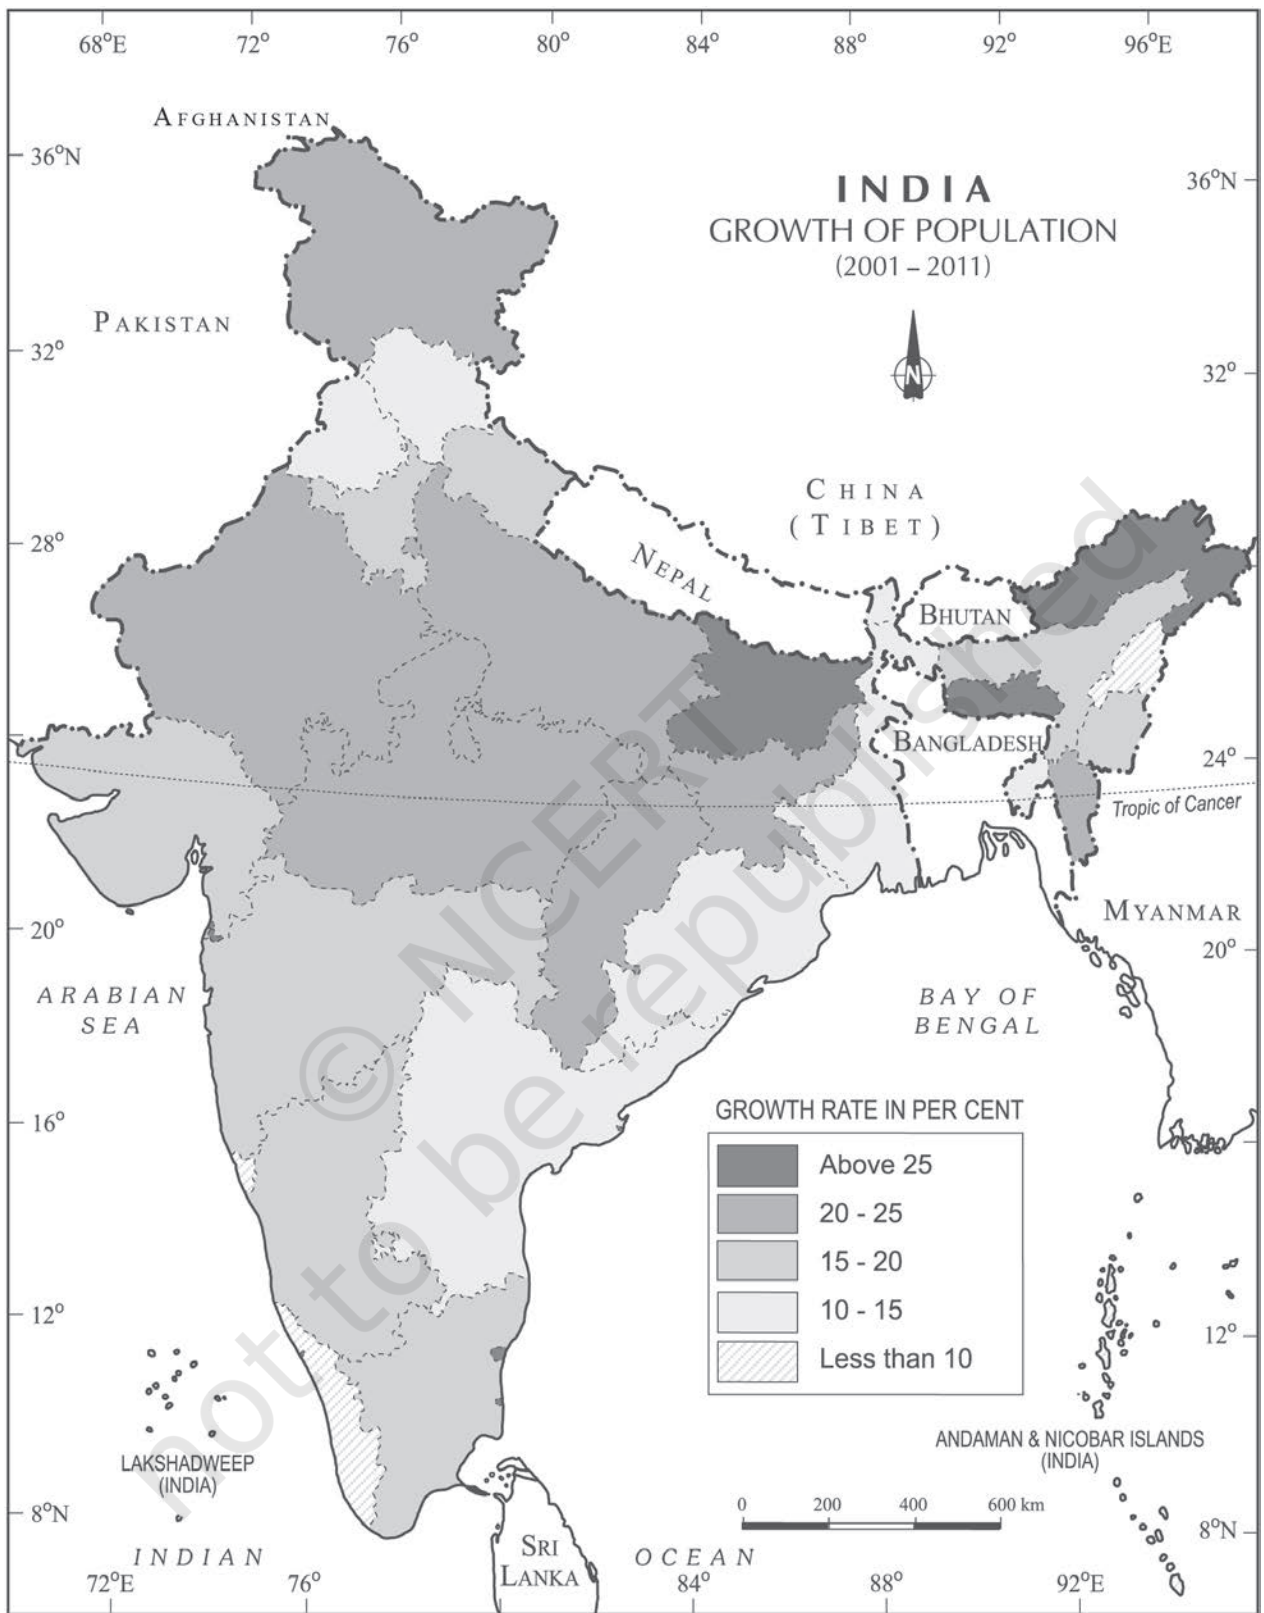 68°E 72° 76° 80° 84° 88° 92° 96°E
AFGHANISTAN
36°N
36°N
INDIA
GROWTH OF POPULATION
(2001 – 2011)
PAKISTAN
N
32°
32°
CHINA
(TIBET)
28°
NEPAL
BHUTAN
BANGLADESH
24°
Tropic of Cancer
MYANMAR
20°
20°
ARABIAN
SEA
BAY OF
BENGAL
© NCERT
not to be republished
16°
GROWTH RATE IN PER CENT
Above 25
20 - 25
15 - 20
10 - 15
Less than 10
12°
12°
LAKSHADWEEP
(INDIA)
ANDAMAN & NICOBAR ISLANDS
(INDIA)
0 200 400 600 km
8°N
8°N
INDIAN
SRI
LANKA
OCEAN
72°E 76° 84° 88° 92°E